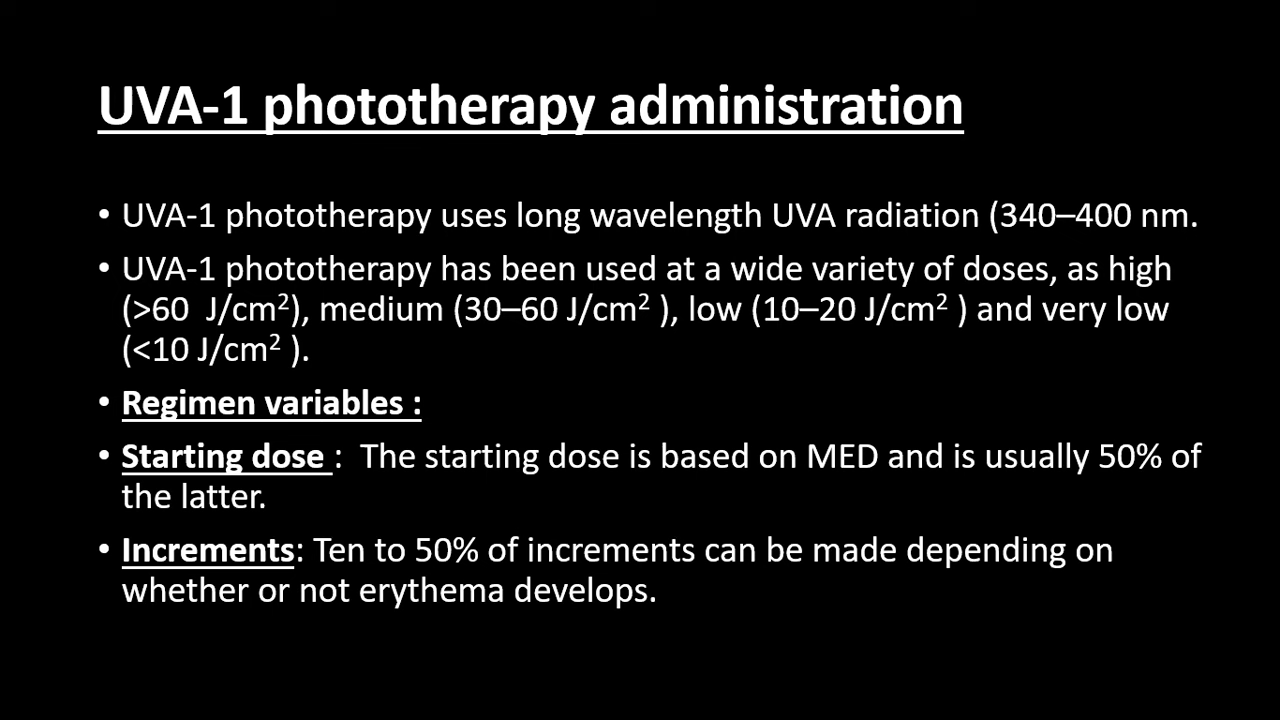 UVA-1 phototherapy administration
• UVA-1 phototherapy uses long wavelength UVA radiation (340–400 nm.
• UVA-1 phototherapy has been used at a wide variety of doses, as high
(>60 J/cm²), medium (30–60 J/cm² ), low (10–20 J/cm² ) and very low
(<10 J/cm² ).
• Regimen variables :
• Starting dose : The starting dose is based on MED and is usually 50% of
the latter.
• Increments: Ten to 50% of increments can be made depending on
whether or not erythema develops.